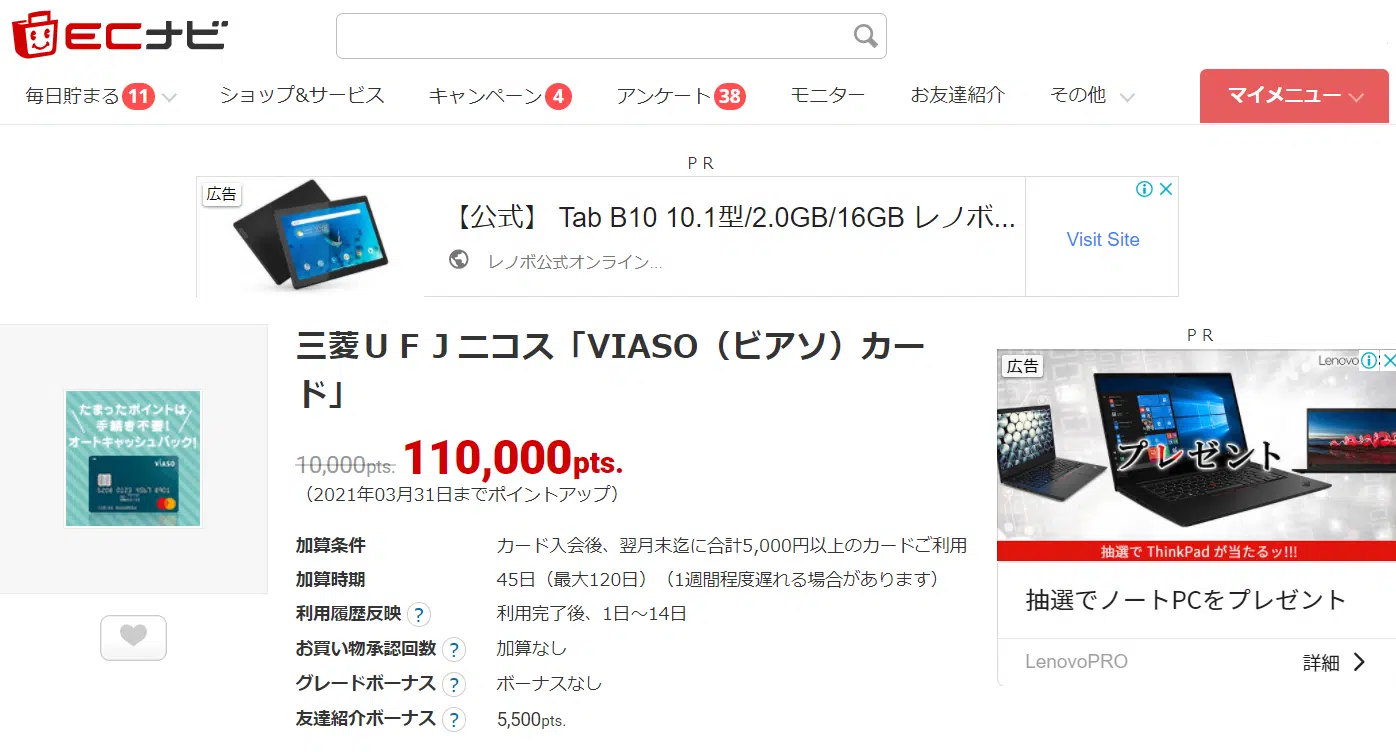 ECナビ
毎日貯まる 11
ショップ&サービス
キャンペーン 4
アンケート 38
モニター
お友達紹介
その他
マイメニュー
PR
広告
【公式】 Tab B10 10.1型/2.0GB/16GB レノボ...
レノボ公式オンライン...
Visit Site
たまったポイントは
手続き不要!
オートキャッシュバック!
VIASO
三菱ＵＦＪニコス「VIASO（ビアソ）カー
ド」
10,000pts. 110,000pts.
（2021年03月31日までポイントアップ）
加算条件 カード入会後、翌月末迄に合計5,000円以上のカードご利用
加算時期 45日（最大120日）（1週間程度遅れる場合があります）
利用履歴反映 ? 利用完了後、1日～14日
お買い物承認回数 ? 加算なし
グレードボーナス ? ボーナスなし
友達紹介ボーナス ? 5,500pts.
PR
広告
Lenovo
プレゼント
抽選で ThinkPad が当たるッ!!!
抽選でノートPCをプレゼント
LenovoPRO
詳細